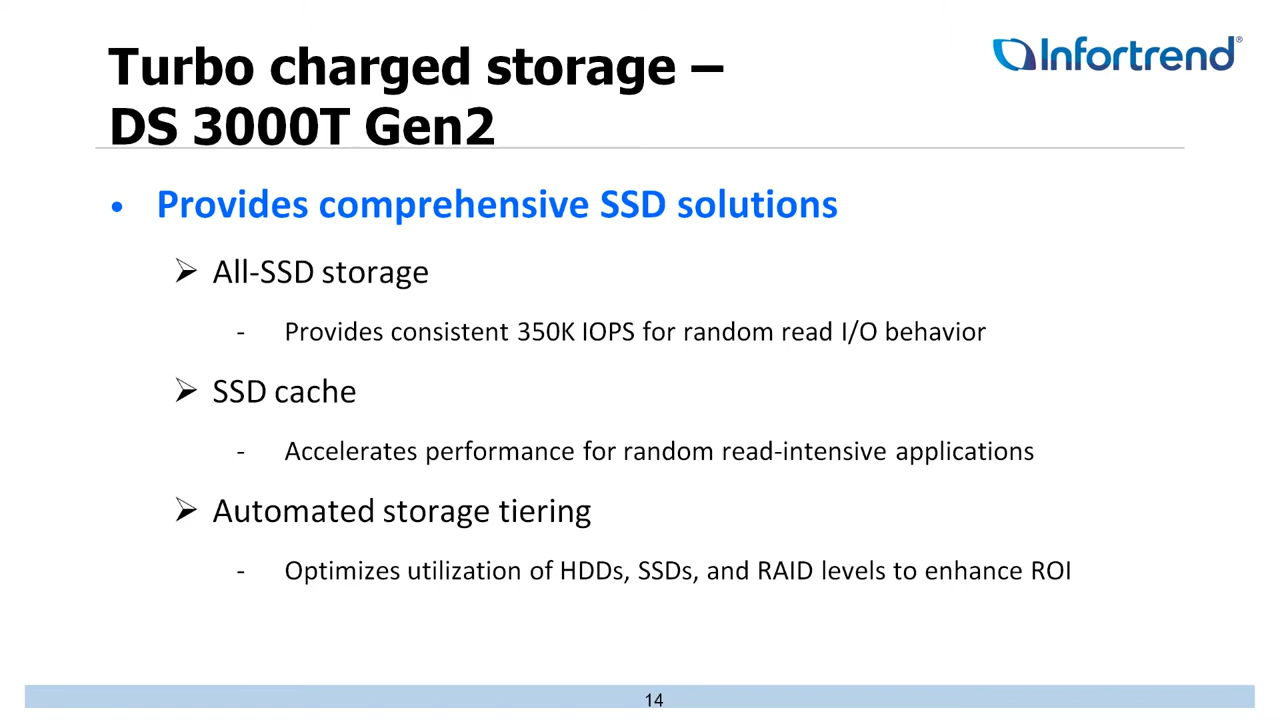 Turbo charged storage –
DS 3000T Gen2
Infortrend®
• Provides comprehensive SSD solutions
➢ All-SSD storage
- Provides consistent 350K IOPS for random read I/O behavior
➢ SSD cache
- Accelerates performance for random read-intensive applications
➢ Automated storage tiering
- Optimizes utilization of HDDs, SSDs, and RAID levels to enhance ROI
14